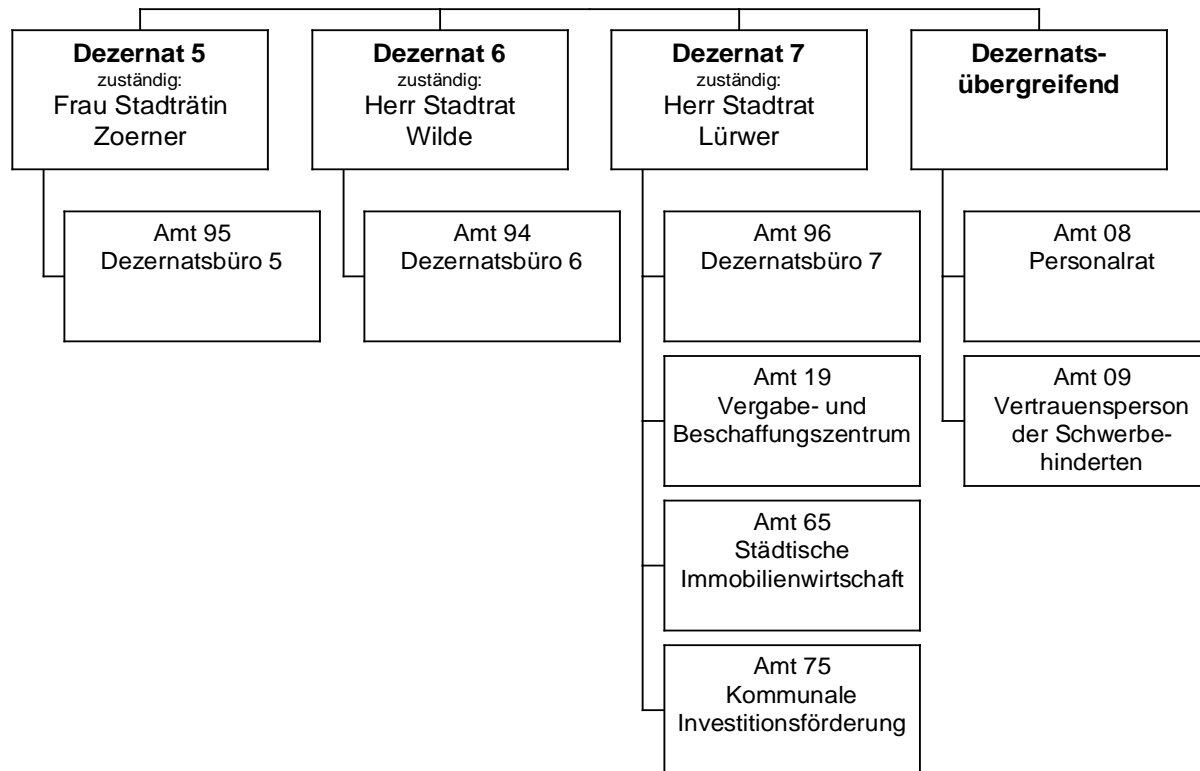 Dezernat 5
zuständig:
Frau Stadträtin
Zoerner
Dezernat 6
zuständig:
Herr Stadtrat
Wilde
Dezernat 7
zuständig:
Herr Stadtrat
Lürwer
Dezernats-
übergreifend
Amt 95
Dezernatsbüro 5
Amt 94
Dezernatsbüro 6
Amt 96
Dezernatsbüro 7
Amt 08
Personalrat
Amt 19
Vergabe- und
Beschaffungszentrum
Amt 09
Vertrauensperson
der Schwerbe-
hinderten
Amt 65
Städtische
Immobilienwirtschaft
Amt 75
Kommunale
Investitionsförderung